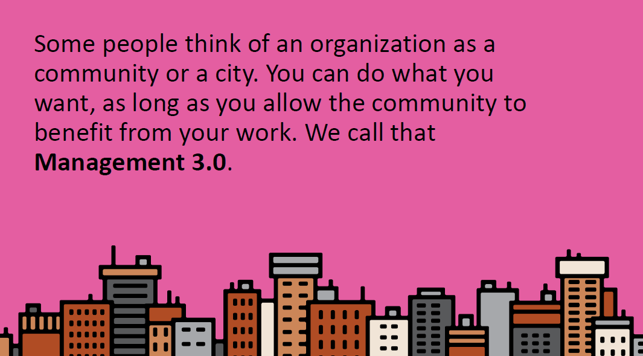 Some people think of an organization as a
community or a city. You can do what you
want, as long as you allow the community to
benefit from your work. We call that
Management 3.0.